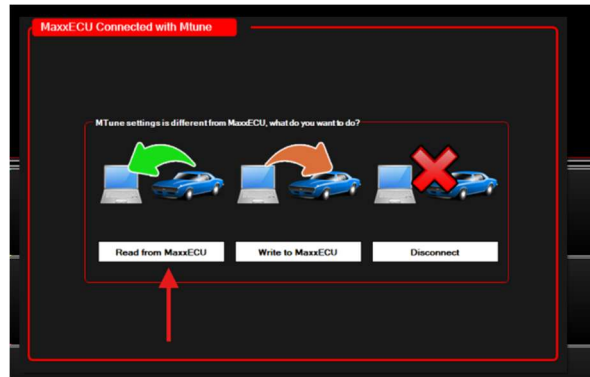 MaxxECU Connected with Mtune
MTune settings is different from MaxxECU, what do you want to do?
Read from MaxxECU
Write to MaxxECU
Disconnect